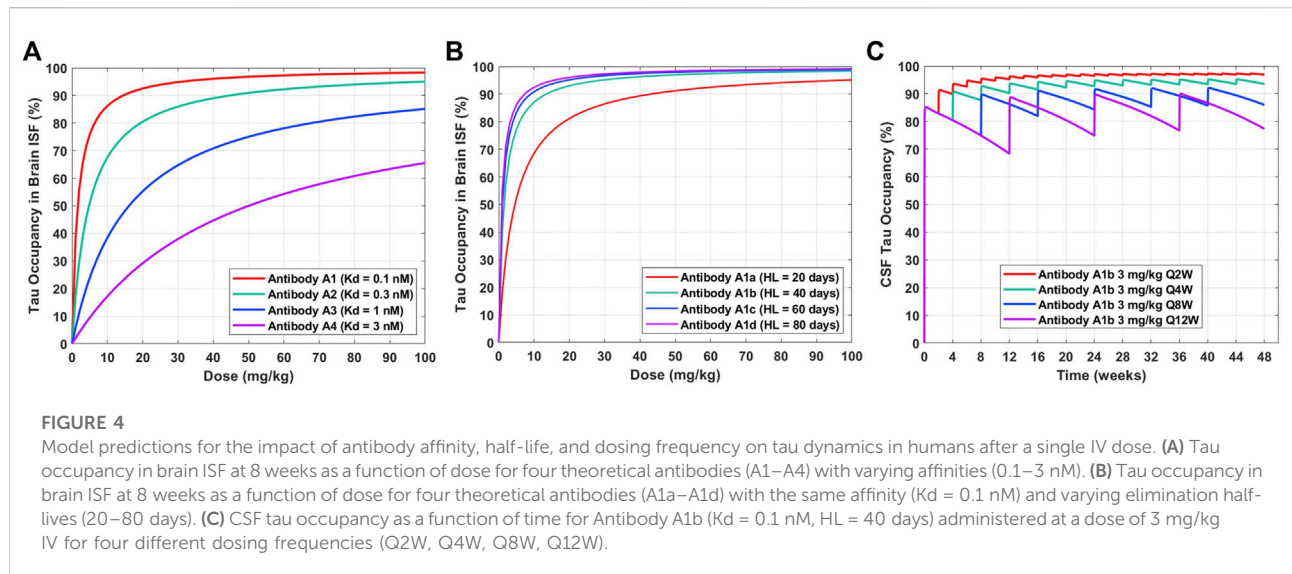 A
Tau Occupancy in Brain ISF (%)
100
90
80
70
60
50
40
30
20
10
0
0 10 20 30 40 50 60 70 80 90 100
Dose (mg/kg)
Antibody A1 (Kd = 0.1 nM)
Antibody A2 (Kd = 0.3 nM)
Antibody A3 (Kd = 1 nM)
Antibody A4 (Kd = 3 nM)
B
Tau Occupancy in Brain ISF (%)
100
90
80
70
60
50
40
30
20
10
0
0 10 20 30 40 50 60 70 80 90 100
Dose (mg/kg)
Antibody A1a (HL = 20 days)
Antibody A1b (HL = 40 days)
Antibody A1c (HL = 60 days)
Antibody A1d (HL = 80 days)
C
CSF Tau Occupancy (%)
100
90
80
70
60
50
40
30
20
10
0
0 4 8 12 16 20 24 28 32 36 40 44 48
Time (weeks)
Antibody A1b 3 mg/kg Q2W
Antibody A1b 3 mg/kg Q4W
Antibody A1b 3 mg/kg Q8W
Antibody A1b 3 mg/kg Q12W
FIGURE 4
Model predictions for the impact of antibody affinity, half-life, and dosing frequency on tau dynamics in humans after a single IV dose. (A) Tau
occupancy in brain ISF at 8 weeks as a function of dose for four theoretical antibodies (A1–A4) with varying affinities (0.1–3 nM). (B) Tau occupancy in
brain ISF at 8 weeks as a function of dose for four theoretical antibodies (A1a–A1d) with the same affinity (Kd = 0.1 nM) and varying elimination half-
lives (20–80 days). (C) CSF tau occupancy as a function of time for Antibody A1b (Kd = 0.1 nM, HL = 40 days) administered at a dose of 3 mg/kg
IV for four different dosing frequencies (Q2W, Q4W, Q8W, Q12W).